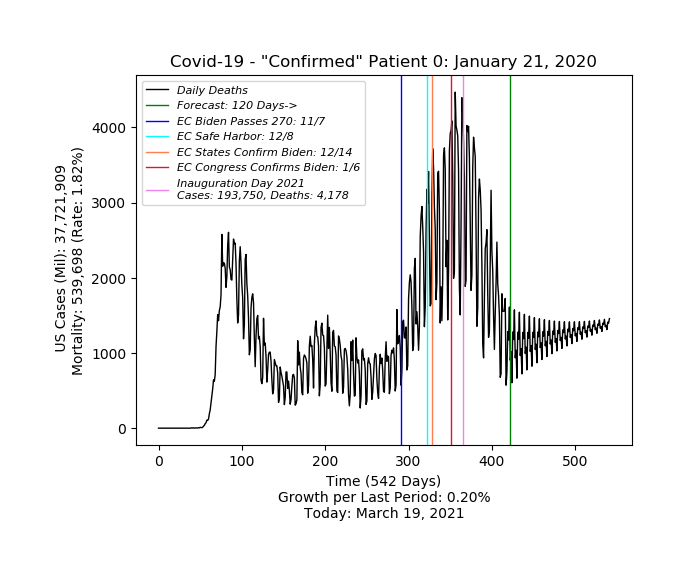 Covid-19 - "Confirmed" Patient 0: January 21, 2020
Daily Deaths
Forecast: 120 Days->
EC Biden Passes 270: 11/7
EC Safe Harbor: 12/8
EC States Confirm Biden: 12/14
EC Congress Confirms Biden: 1/6
Inauguration Day 2021
Cases: 193,750, Deaths: 4,178
US Cases (Mil): 37,721,909
Mortality: 539,698 (Rate: 1.82%)
4000
3000
2000
1000
0
0 100 200 300 400 500
Time (542 Days)
Growth per Last Period: 0.20%
Today: March 19, 2021